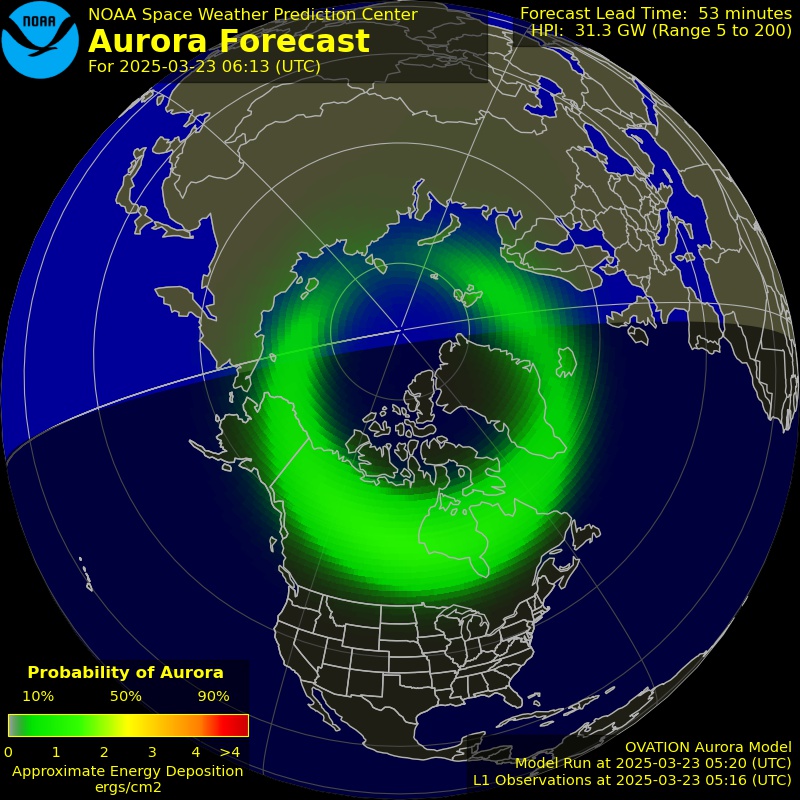 NOAA
NOAA Space Weather Prediction Center
Aurora Forecast
For 2025-03-23 06:13 (UTC)
Forecast Lead Time: 53 minutes
HPI: 31.3 GW (Range 5 to 200)
Probability of Aurora
10% 50% 90%
0 1 2 3 4 >4
Approximate Energy Deposition
ergs/cm2
OVATION Aurora Model
Model Run at 2025-03-23 05:20 (UTC)
L1 Observations at 2025-03-23 05:16 (UTC)